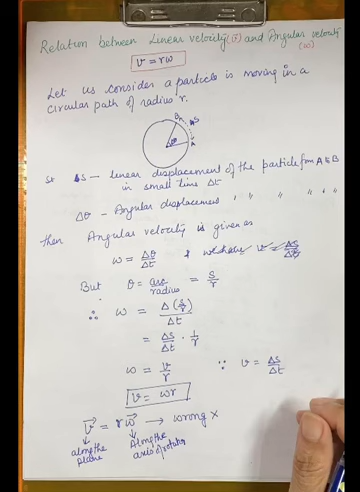 Relation between Linear velocity (v⃗) and Angular velocity (ω)
v = rω
Let us consider a particle is moving in a
circular path of radius r.
B
ΔS
r
Δθ
A
ΔS — linear displacement of the particle from A to B
in small time Δt
Δθ - Angular displacement " " " " "
then Angular velocity is given as
ω = Δθ/Δt & we have v = ΔS/Δt
But θ = arc/radius = S/r
∴ ω = Δ(S/r)/Δt
= ΔS/Δt · 1/r
ω = v/r ∵ v = ΔS/Δt
v = ωr
v⃗ = r ω⃗ → wrong ×
↓ ↓
along the plane
Along the axis of rotation